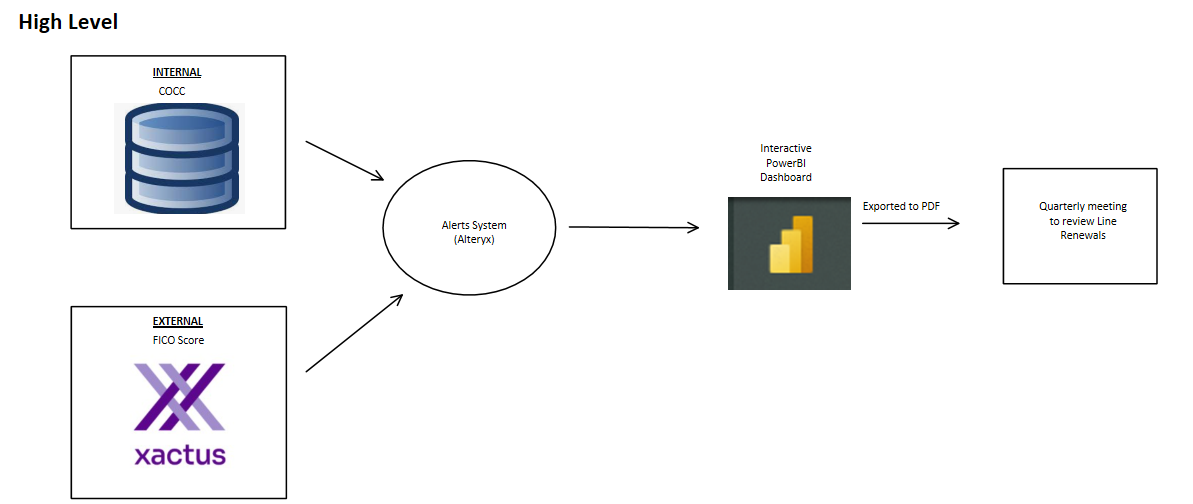 High Level
INTERNAL
COCC
EXTERNAL
FICO Score
xactus
Alerts System
(Alteryx)
Interactive
PowerBI
Dashboard
Exported to PDF
Quarterly meeting
to review Line
Renewals